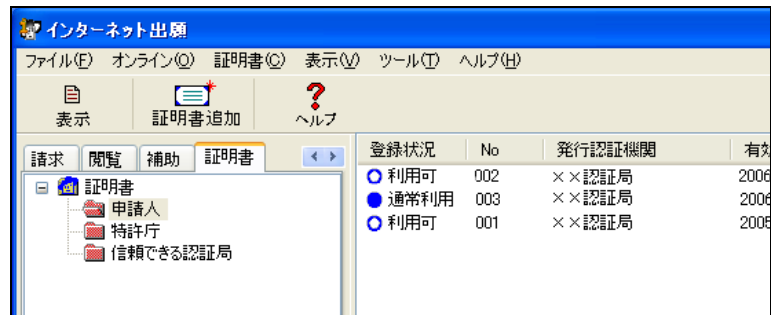 インターネット出願
ファイル(F) オンライン(O) 証明書(C) 表示(V) ツール(T) ヘルプ(H)
表示 証明書追加 ヘルプ
請求 閲覧 補助 証明書
証明書
申請人
特許庁
信頼できる認証局
登録状況 No 発行認証機関 有効
利用可 002 ××認証局 2006
通常利用 003 ××認証局 2006
利用可 001 ××認証局 2005